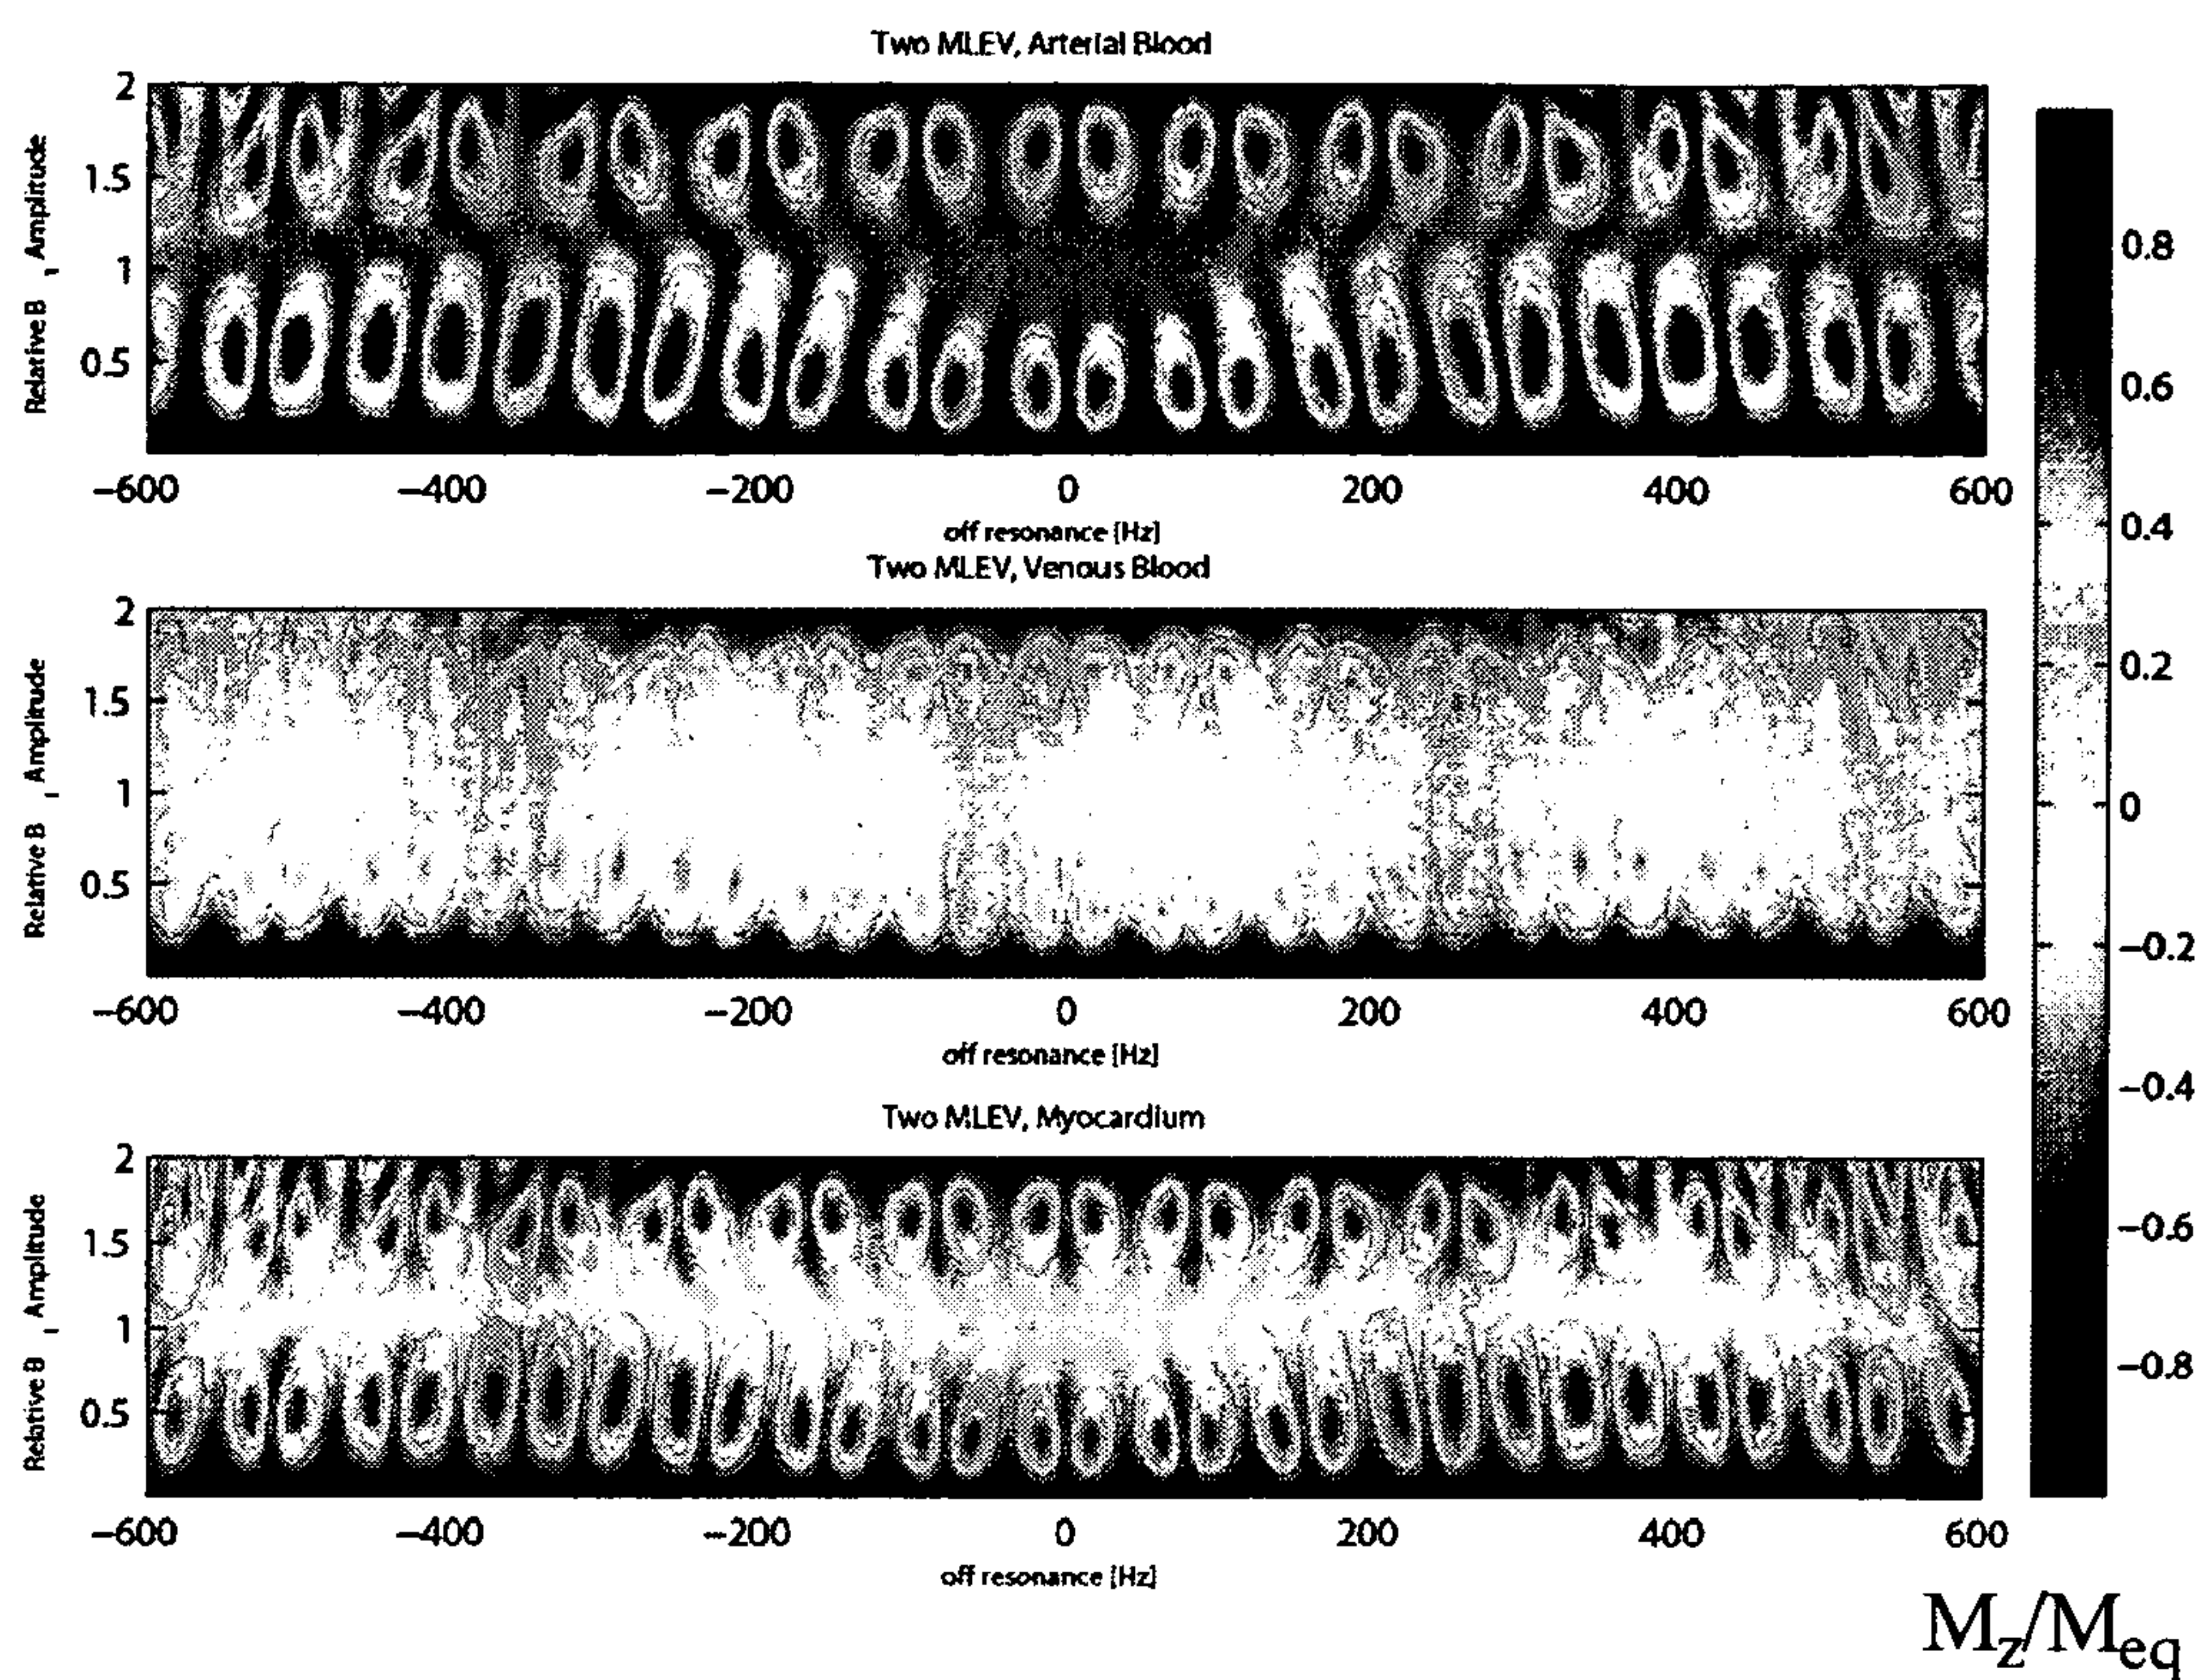 Two MLEV, Arterial Blood
Relative B₁ Amplitude
2
1.5
1
0.5
−600 −400 −200 0 200 400 600
off resonance [Hz]
Two MLEV, Venous Blood
Relative B₁ Amplitude
2
1.5
1
0.5
−600 −400 −200 0 200 400 600
off resonance [Hz]
Two MLEV, Myocardium
Relative B₁ Amplitude
2
1.5
1
0.5
−600 −400 −200 0 200 400 600
off resonance [Hz]
0.8
0.6
0.4
0.2
0
−0.2
−0.4
−0.6
−0.8
M_z/M_eq